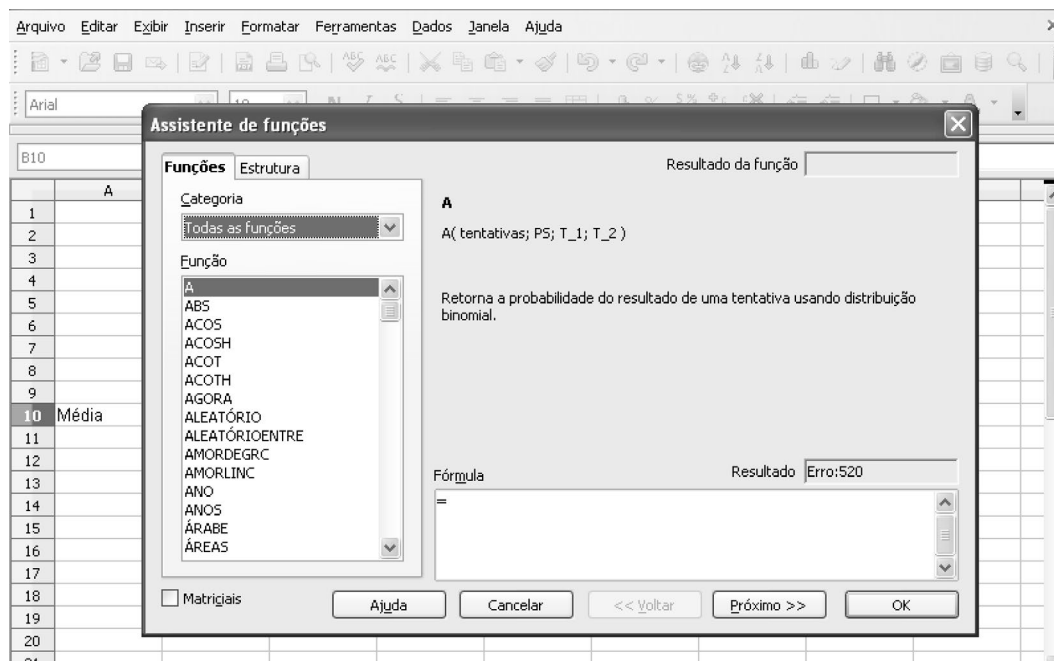 Arquivo Editar Exibir Inserir Formatar Ferramentas Dados Janela Ajuda
ABC ABC
Arial 10 N I S
Assistente de funções
B10
Funções Estrutura
Resultado da função
A
Categoria
Todas as funções
Função
A
ABS
ACOS
ACOSH
ACOT
ACOTH
AGORA
ALEATÓRIO
ALEATÓRIOENTRE
AMORDEGRC
AMORLINC
ANO
ANOS
ÁRABE
ÁREAS
A
A( tentativas; PS; T_1; T_2 )
Retorna a probabilidade do resultado de uma tentativa usando distribuição
binomial.
Fórmula
Resultado Erro:520
=
Matriciais
Ajuda Cancelar << Voltar Próximo >> OK
1
2
3
4
5
6
7
8
9
10 Média
11
12
13
14
15
16
17
18
19
20